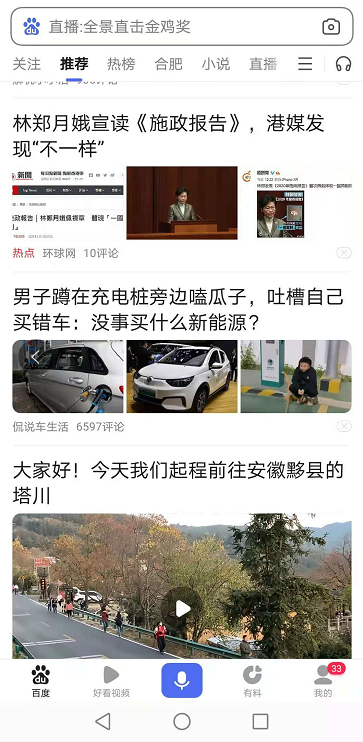 直播:全景直击金鸡奖
关注 推荐 热榜 合肥 小说 直播
林郑月娥宣读《施政报告》，港媒发
现“不一样”
热点 环球网 10评论
男子蹲在充电桩旁边嗑瓜子，吐槽自己
买错车：没事买什么新能源？
侃说车生活 6597评论
大家好！今天我们起程前往安徽黟县的
塔川
33
百度 好看视频 有料 我的